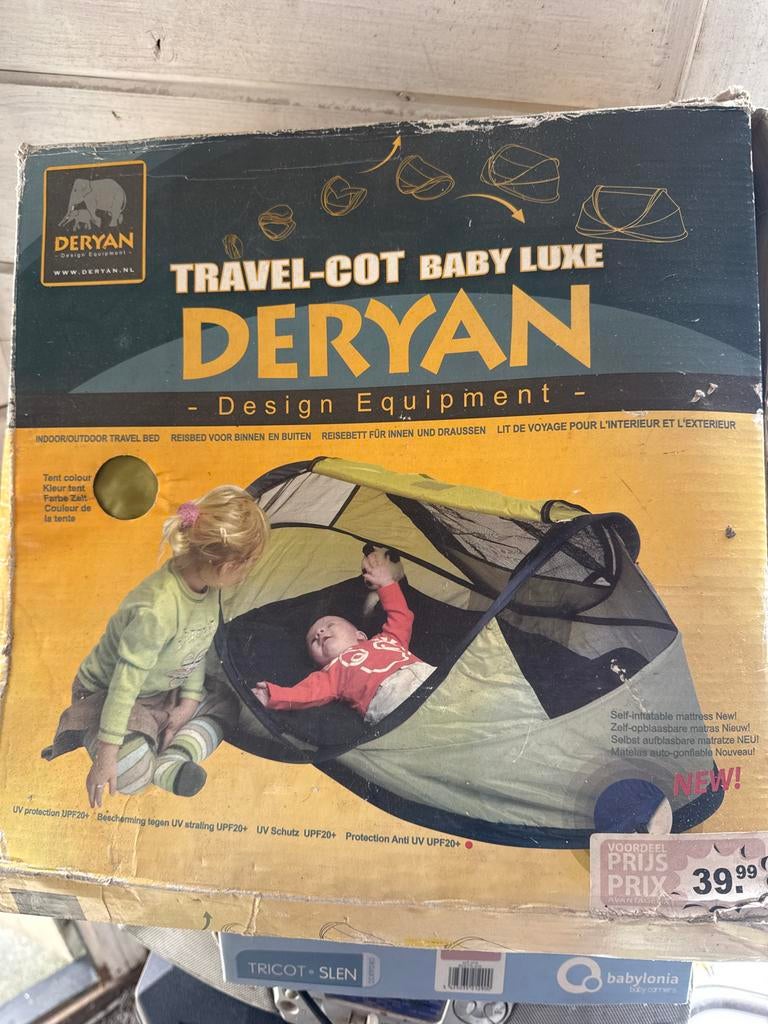 DERYAN
- Design Equipment -
WWW.DERYAN.NL
TRAVEL-COT BABY LUXE
DERYAN
- Design Equipment -
INDOOR/OUTDOOR TRAVEL BED REISBED VOOR BINNEN EN BUITEN REISEBETT FÜR INNEN UND DRAUSSEN LIT DE VOYAGE POUR L'INTERIEUR ET L'EXTERIEUR
Tent colour
Kleur tent
Farbe Zelt
Couleur de
la tente
Self-inflatable mattress New!
Zelf-opblaasbare matras Nieuw!
Selbst aufblasbare matratze NEU!
Matelas auto-gonflable Nouveau!
NEW!
UV protection UPF20+ Bescherming tegen UV straling UPF20+ UV Schutz UPF20+ Protection Anti UV UPF20+
VOORDEEL
PRIJS
PRIX
AVANTAGE
39.99
TRICOT • SLEN
babylonia
baby carriers